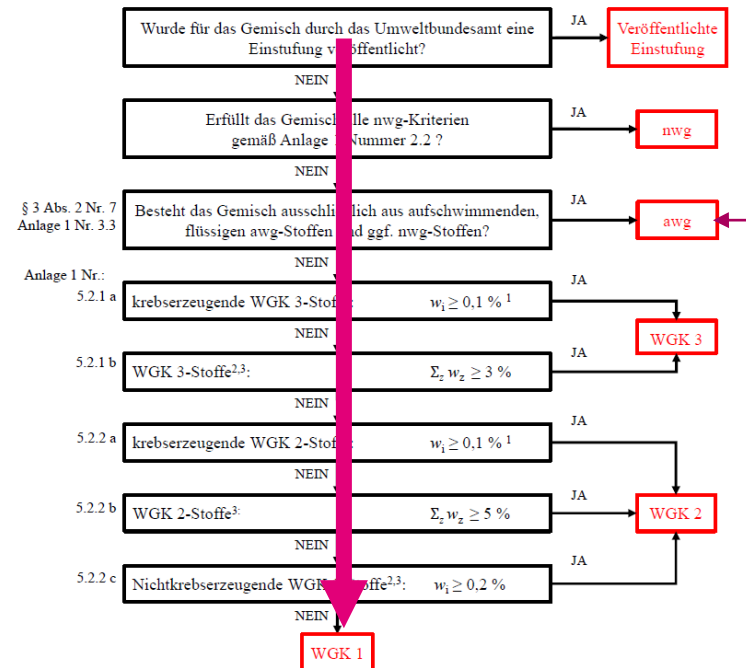 Wurde für das Gemisch durch das Umweltbundesamt eine
Einstufung veröffentlicht?
JA
Veröffentlichte
Einstufung
NEIN
Erfüllt das Gemisch alle nwg-Kriterien
gemäß Anlage 1 Nummer 2.2 ?
JA
nwg
NEIN
§ 3 Abs. 2 Nr. 7
Anlage 1 Nr. 3.3
Besteht das Gemisch ausschließlich aus aufschwimmenden,
flüssigen awg-Stoffen und ggf. nwg-Stoffen?
JA
awg
NEIN
Anlage 1 Nr.:
5.2.1 a
krebserzeugende WGK 3-Stoffe: wi ≥ 0,1 % 1
JA
WGK 3
NEIN
5.2.1 b
WGK 3-Stoffe2,3: Σz wz ≥ 3 %
JA
NEIN
5.2.2 a
krebserzeugende WGK 2-Stoffe: wi ≥ 0,1 % 1
JA
NEIN
5.2.2 b
WGK 2-Stoffe3: Σz wz ≥ 5 %
JA
WGK 2
NEIN
5.2.2 c
Nichtkrebserzeugende WGK toffe2,3: wi ≥ 0,2 %
JA
NEIN
WGK 1